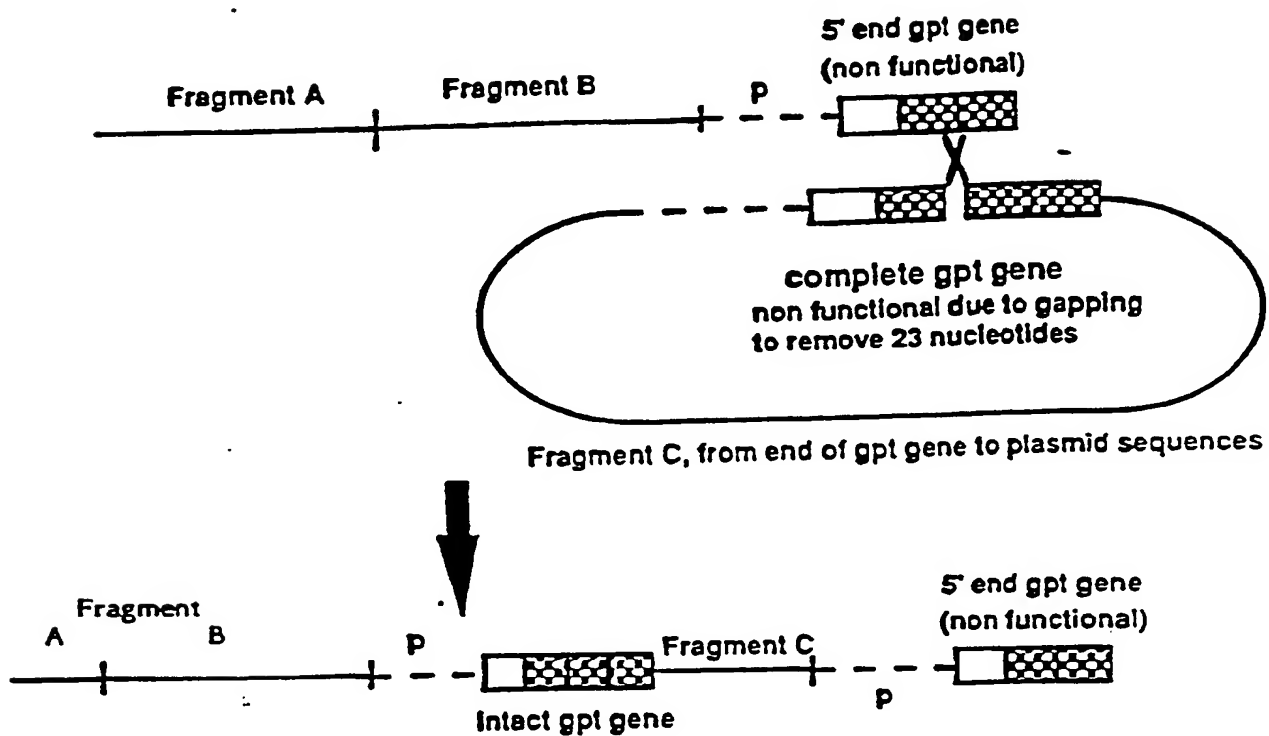 5' end gpt gene
(non functional)
Fragment A
Fragment B
P
complete gpt gene
non functional due to gapping
to remove 23 nucleotides
Fragment C, from end of gpt gene to plasmid sequences
5' end gpt gene
(non functional)
Fragment
A
B
P
Fragment C
P
Intact gpt gene